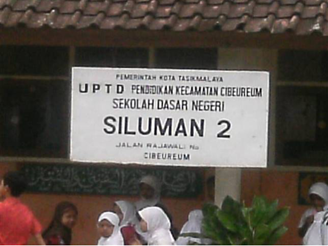 PEMERINTAH KOTA TASIKMALAYA
UPTD PENDIDIKAN KECAMATAN CIBEUREUM
SEKOLAH DASAR NEGERI
SILUMAN 2
JALAN RAJAWALI No
CIBEUREUM